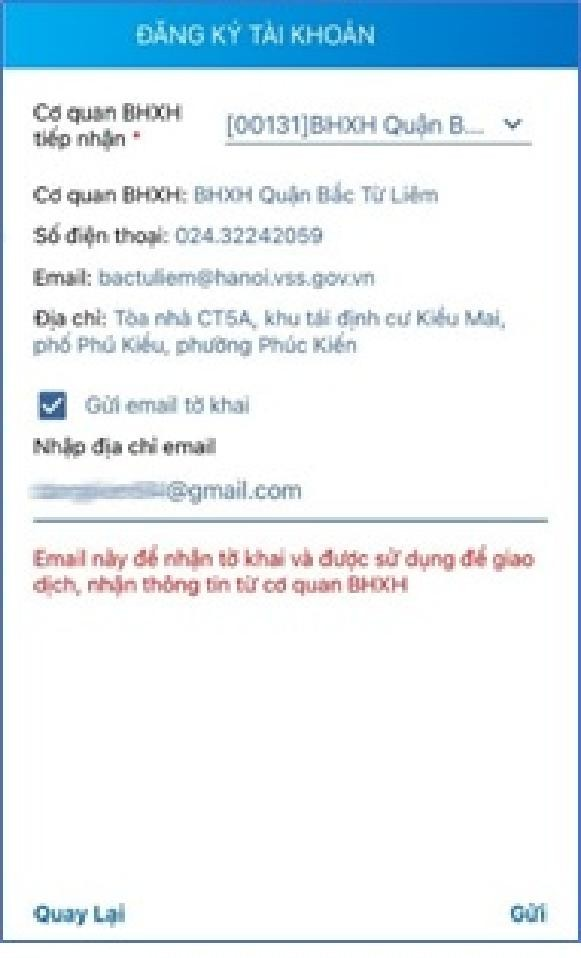 ĐĂNG KÝ TÀI KHOẢN
Cơ quan BHXH
tiếp nhận *
[00131]BHXH Quận B...
Cơ quan BHXH: BHXH Quận Bắc Từ Liêm
Số điện thoại: 024.32242059
Email: bactuliem@hanoi.vss.gov.vn
Địa chỉ: Tòa nhà CT5A, khu tái định cư Kiều Mai,
phố Phú Kiều, phường Phúc Kiến
Gửi email tờ khai
Nhập địa chỉ email
@gmail.com
Email này để nhận tờ khai và được sử dụng để giao
dịch, nhận thông tin từ cơ quan BHXH
Quay Lại
Gửi